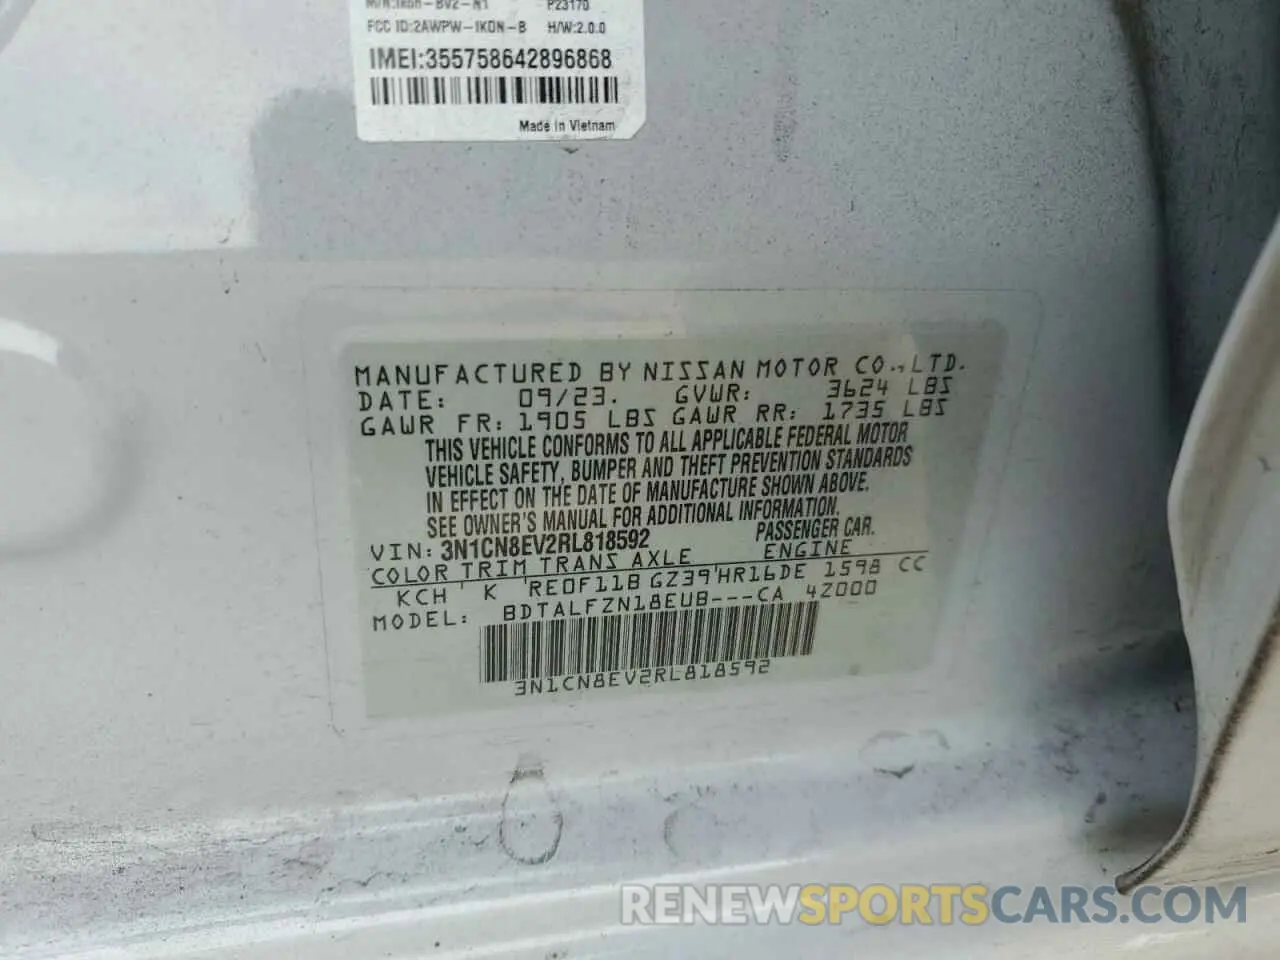 P23170
FCC ID:2AWPW-1KON-B H/W:2.0.0
IMEI:355758642896868
Made in Vietnam
MANUFACTURED BY NISSAN MOTOR CO.,LTD.
DATE: 09/23. GVWR: 3624 LBS
GAWR FR: 1905 LBS GAWR RR: 1735 LBS
THIS VEHICLE CONFORMS TO ALL APPLICABLE FEDERAL MOTOR
VEHICLE SAFETY, BUMPER AND THEFT PREVENTION STANDARDS
IN EFFECT ON THE DATE OF MANUFACTURE SHOWN ABOVE.
SEE OWNER'S MANUAL FOR ADDITIONAL INFORMATION.
VIN: 3N1CN8EV2RL818592 PASSENGER CAR.
COLOR TRIM TRANS AXLE ENGINE
KCH K RE0F11B GZ39 HR16DE 1598 CC
MODEL: BDTALFZN18EUB---CA 4Z000
3N1CN8EV2RL818592
RENEWSPORTSCARS.COM